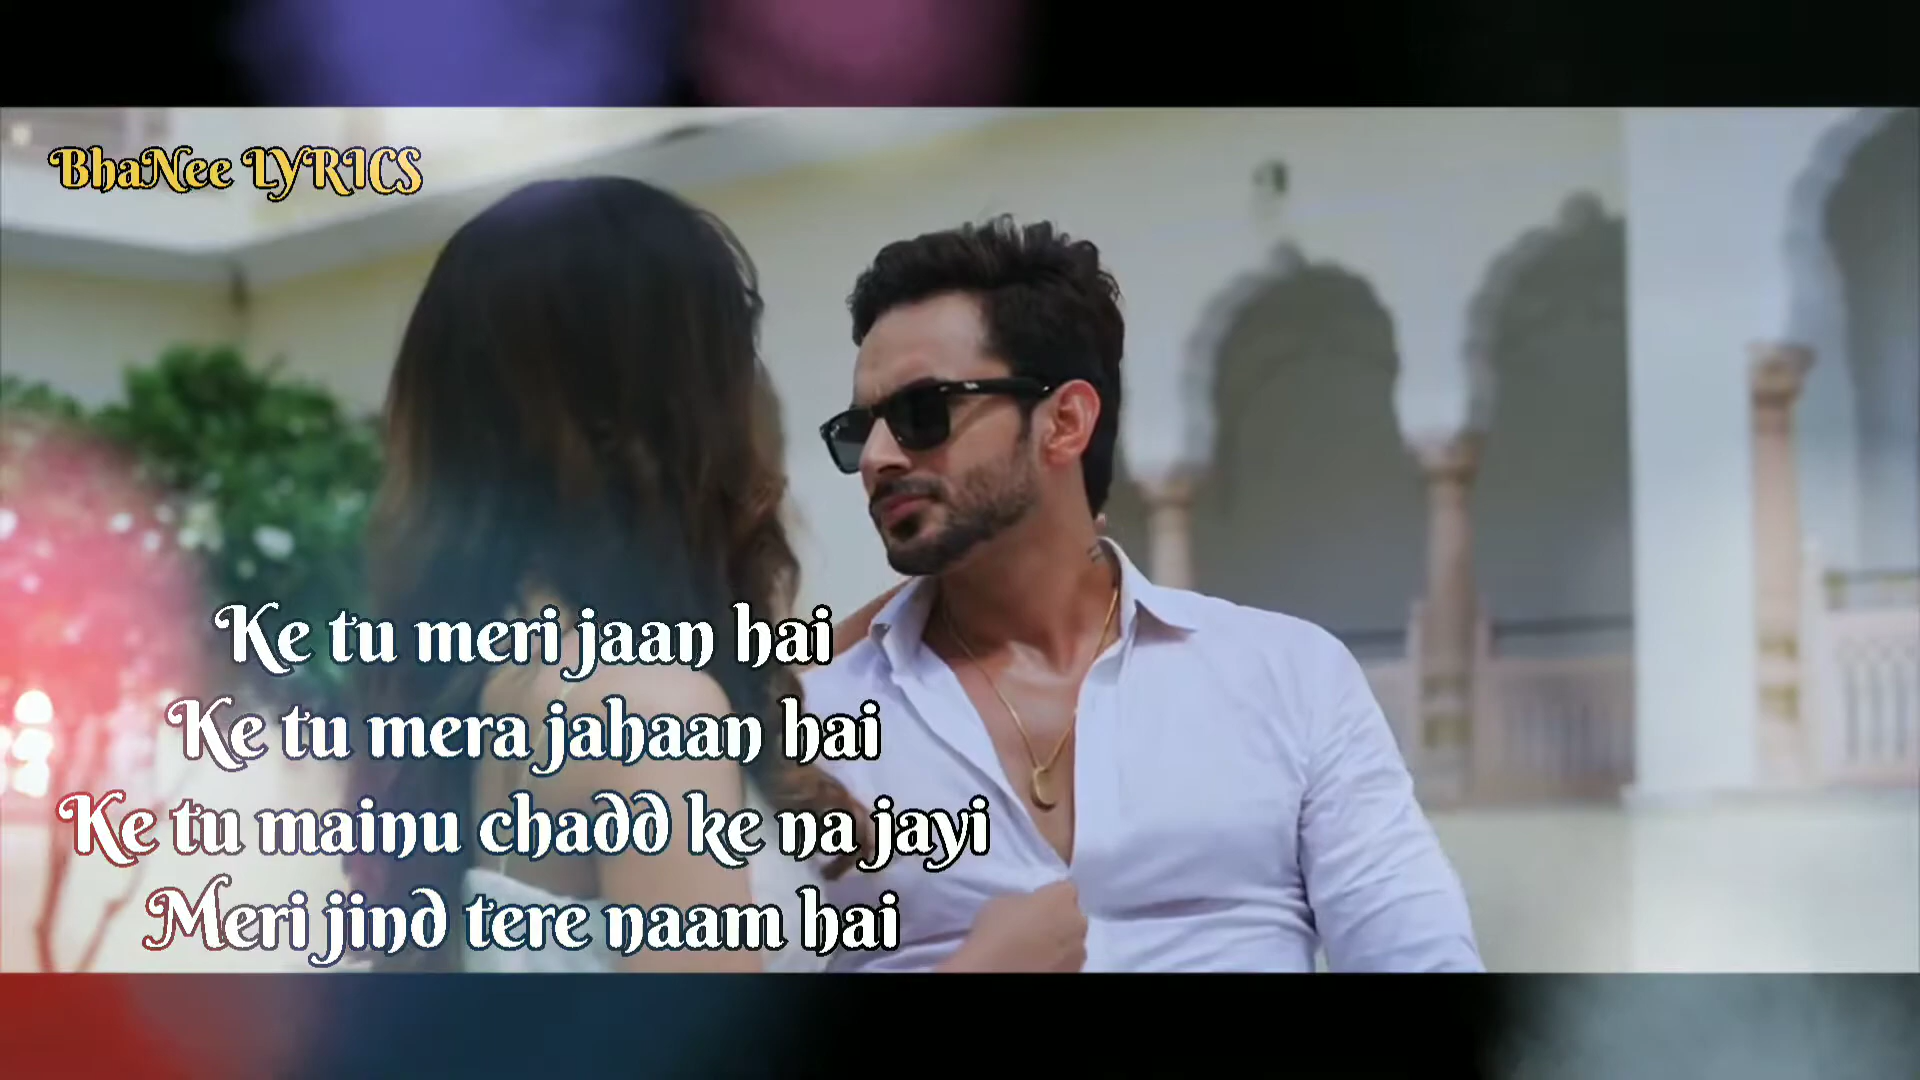 BhaNee LYRICS
Ke tu meri jaan hai
Ke tu mera jahaan hai
Ke tu mainu chadd ke na jayi
Meri jind tere naam hai